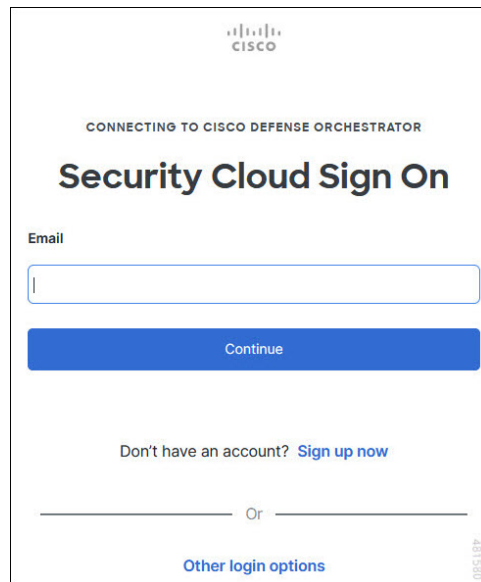 CISCO
CONNECTING TO CISCO DEFENSE ORCHESTRATOR
Security Cloud Sign On
Email
Continue
Don't have an account? Sign up now
Or
Other login options
481580